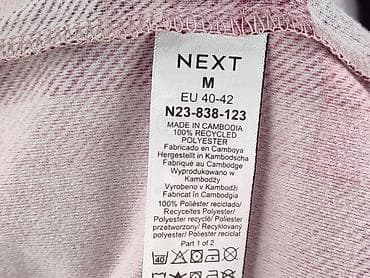 NEXT
M
EU 40-42
N23-838-123
MADE IN CAMBODIA
100% RECYCLED
POLYESTER
Fabricado en Camboya
Hergestellt in Kambodscha
Fabriqué au Cambodge
Wyprodukowano w
Kambodży
Vyrobeno v Kambodži
Fabricat în Cambodgia
100% Poliéster reciclado/
Recyceltes Polyester/
Polyester recyclé/ Poliester
przetworzony/ Recyklovaný
polyester/ Poliester reciclat
Part 1 of 2
40